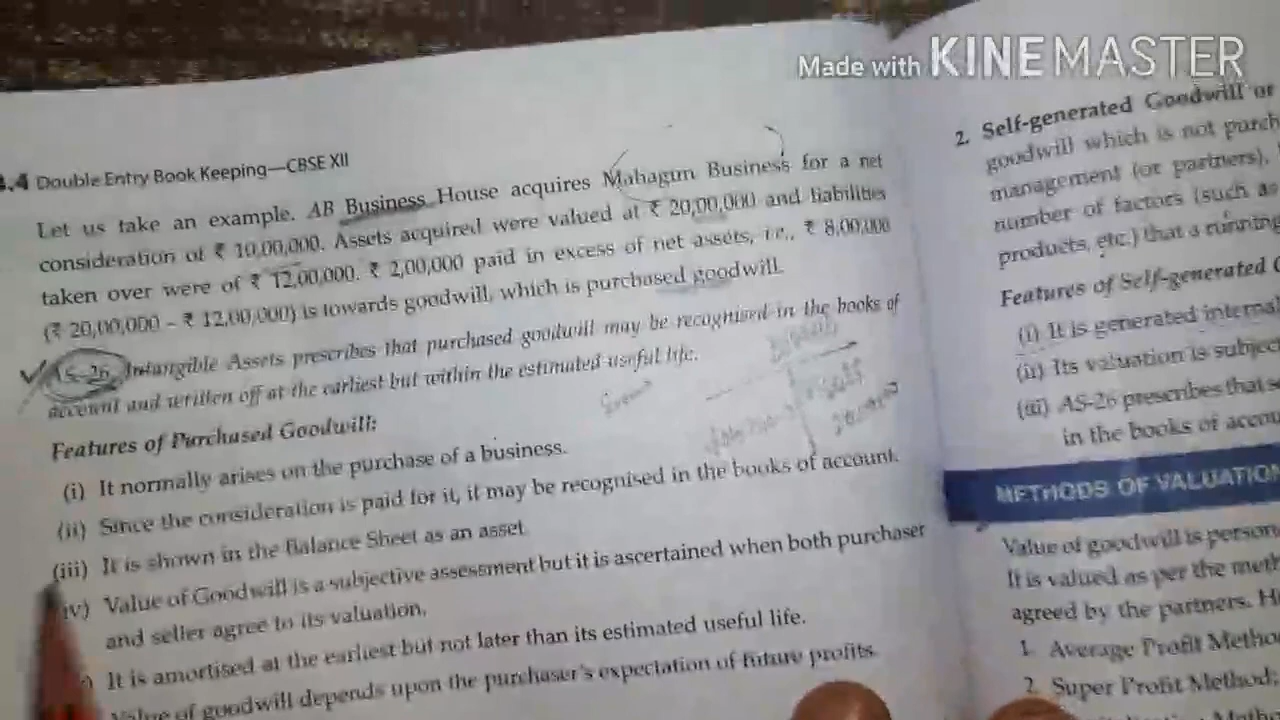 Made with KINEMASTER
3.4 Double Entry Book Keeping—CBSE XII
Let us take an example. AB Business House acquires Mahagun Business for a net
consideration of ₹ 10,00,000. Assets acquired were valued at ₹ 20,00,000 and liabilities
taken over were of ₹ 12,00,000. ₹ 2,00,000 paid in excess of net assets, i.e., ₹ 8,00,000
(₹ 20,00,000 – ₹ 12,00,000) is towards goodwill, which is purchased goodwill.
AS-26, Intangible Assets prescribes that purchased goodwill may be recognised in the books of
account and written off at the earliest but within the estimated useful life.
Features of Purchased Goodwill:
(i) It normally arises on the purchase of a business.
(ii) Since the consideration is paid for it, it may be recognised in the books of account.
(iii) It is shown in the Balance Sheet as an asset.
(iv) Value of Goodwill is a subjective assessment but it is ascertained when both purchaser
and seller agree to its valuation.
It is amortised at the earliest but not later than its estimated useful life.
Value of goodwill depends upon the purchaser's expectation of future profits.
2. Self-generated Goodwill or
goodwill which is not purch
management (or partners).
number of factors (such as
products, etc.) that a running
Features of Self-generated G
(i) It is generated interna
(ii) Its valuation is subjec
(iii) AS-26 prescribes that s
in the books of accou
METHODS OF VALUATION
Value of goodwill is person
It is valued as per the meth
agreed by the partners. H
1. Average Profit Metho
2. Super Profit Method;